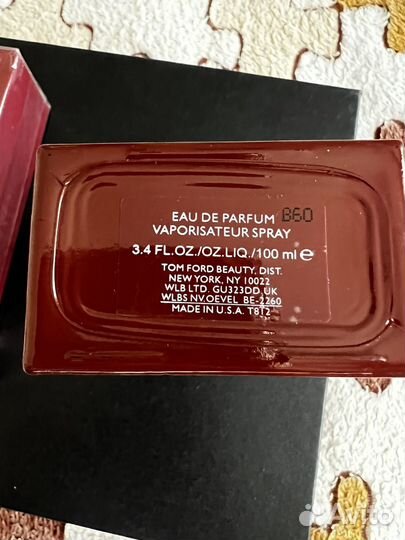 EAU DE PARFUM B60
VAPORISATEUR SPRAY
3.4 FL.OZ./OZ.LIQ./100 ml ℮
TOM FORD BEAUTY, DIST.
NEW YORK, NY 10022
WLB LTD. GU323DD UK
WLBS NV.OEVEL BE-2260
MADE IN U.S.A. T8T2
Avito